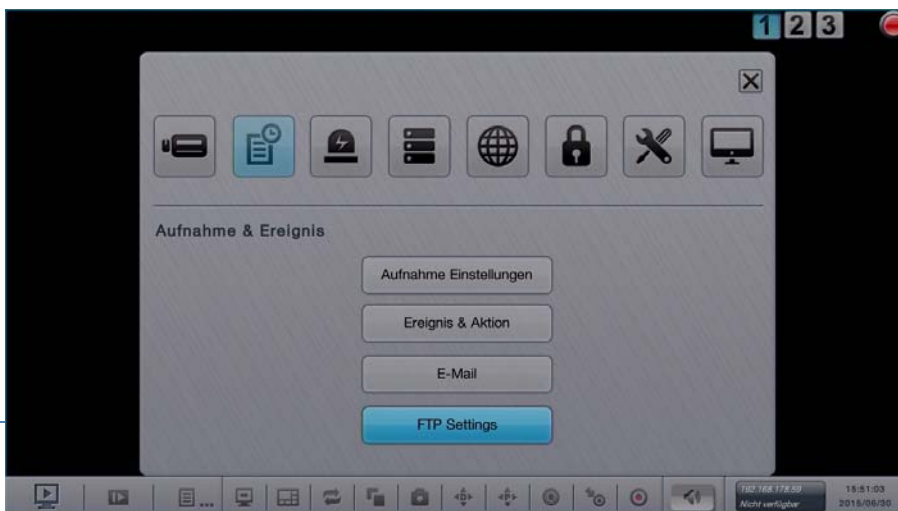 1 2 3
Aufnahme & Ereignis
Aufnahme Einstellungen
Ereignis & Aktion
E-Mail
FTP Settings
192.168.178.59
Nicht verfügbar
15:51:03
2015/06/30